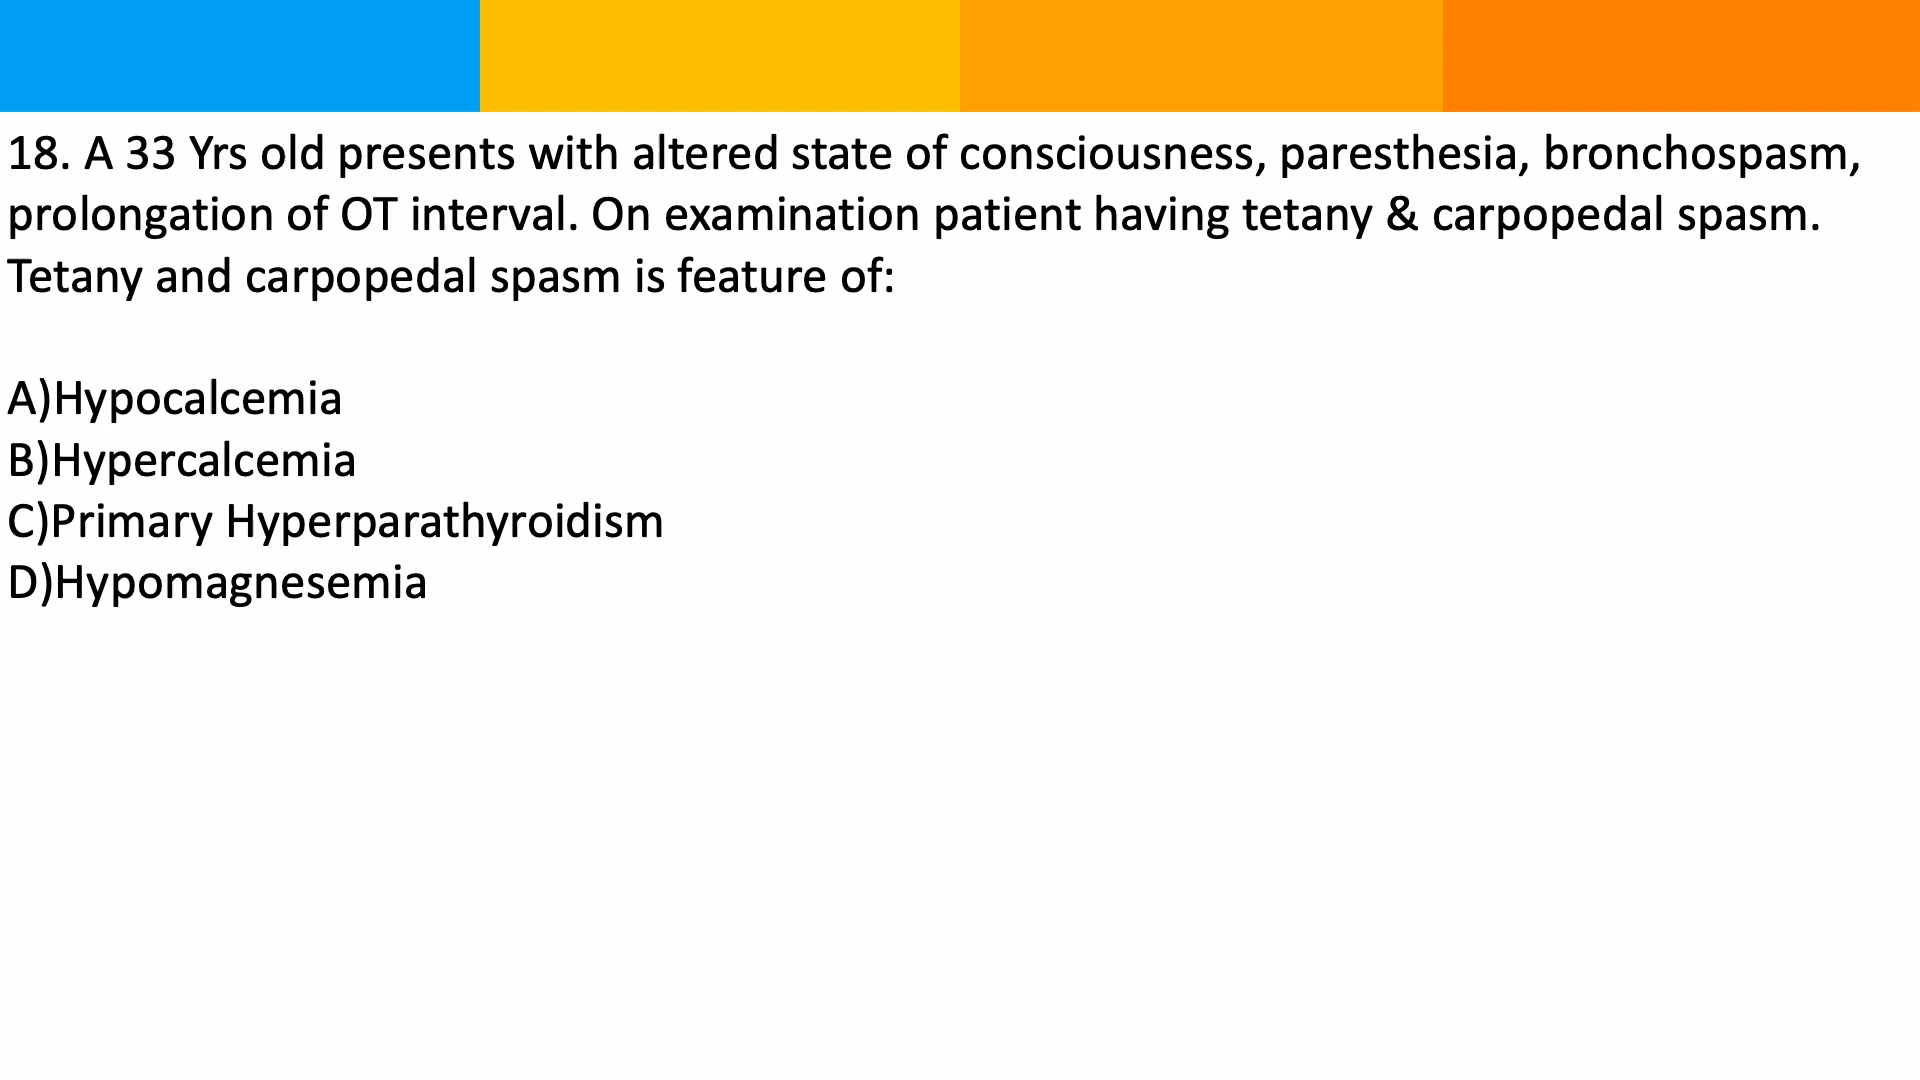 18. A 33 Yrs old presents with altered state of consciousness, paresthesia, bronchospasm,
prolongation of OT interval. On examination patient having tetany & carpopedal spasm.
Tetany and carpopedal spasm is feature of:
A)Hypocalcemia
B)Hypercalcemia
C)Primary Hyperparathyroidism
D)Hypomagnesemia